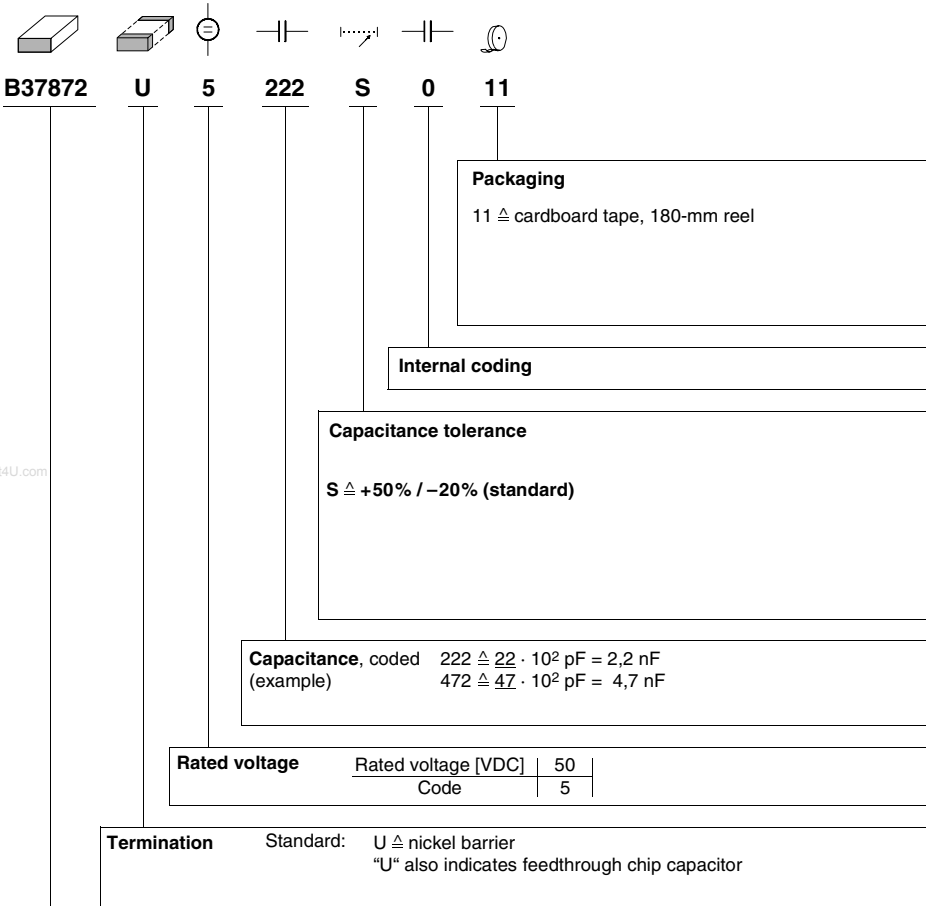 B37872 U 5 222 S 0 11
Packaging
11 ≙ cardboard tape, 180-mm reel
Internal coding
Capacitance tolerance
t4U.com
S ≙ +50% / −20% (standard)
Capacitance, coded 222 ≙ 22 · 10² pF = 2,2 nF
(example) 472 ≙ 47 · 10² pF = 4,7 nF
Rated voltage Rated voltage [VDC] 50
Code 5
Termination Standard: U ≙ nickel barrier
“U“ also indicates feedthrough chip capacitor